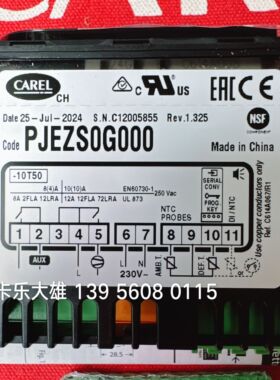 CAREL
CH
c UL US
EAC CE
Date 25-Jul-2024 S.N.C12005855 Rev.1.325
NSF
Code PJEZS0G000
Made in China
-10T50
8(4)A 10(10)A EN60730-1 250 Vac
8A 2FLA 12LRA 12A 12FLA 72LRA UL 873
NTC PROBES
SERIAL CONV
PROG. KEY
DI / NTC
1 2 3 4 5 6 7 8 9 10 11
AUX
L N
230V~
AMB.T.
DEF.T.
Use copper conductors only
卡乐大雄 139 5608 0115
28.5